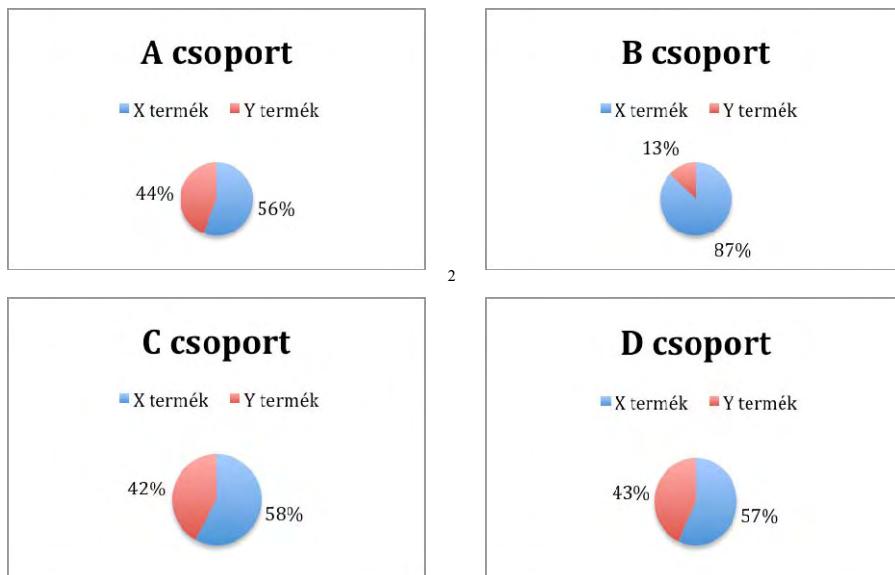 A csoport
X termék Y termék
44%
56%
B csoport
X termék Y termék
13%
87%
2
C csoport
X termék Y termék
42%
58%
D csoport
X termék Y termék
43%
57%